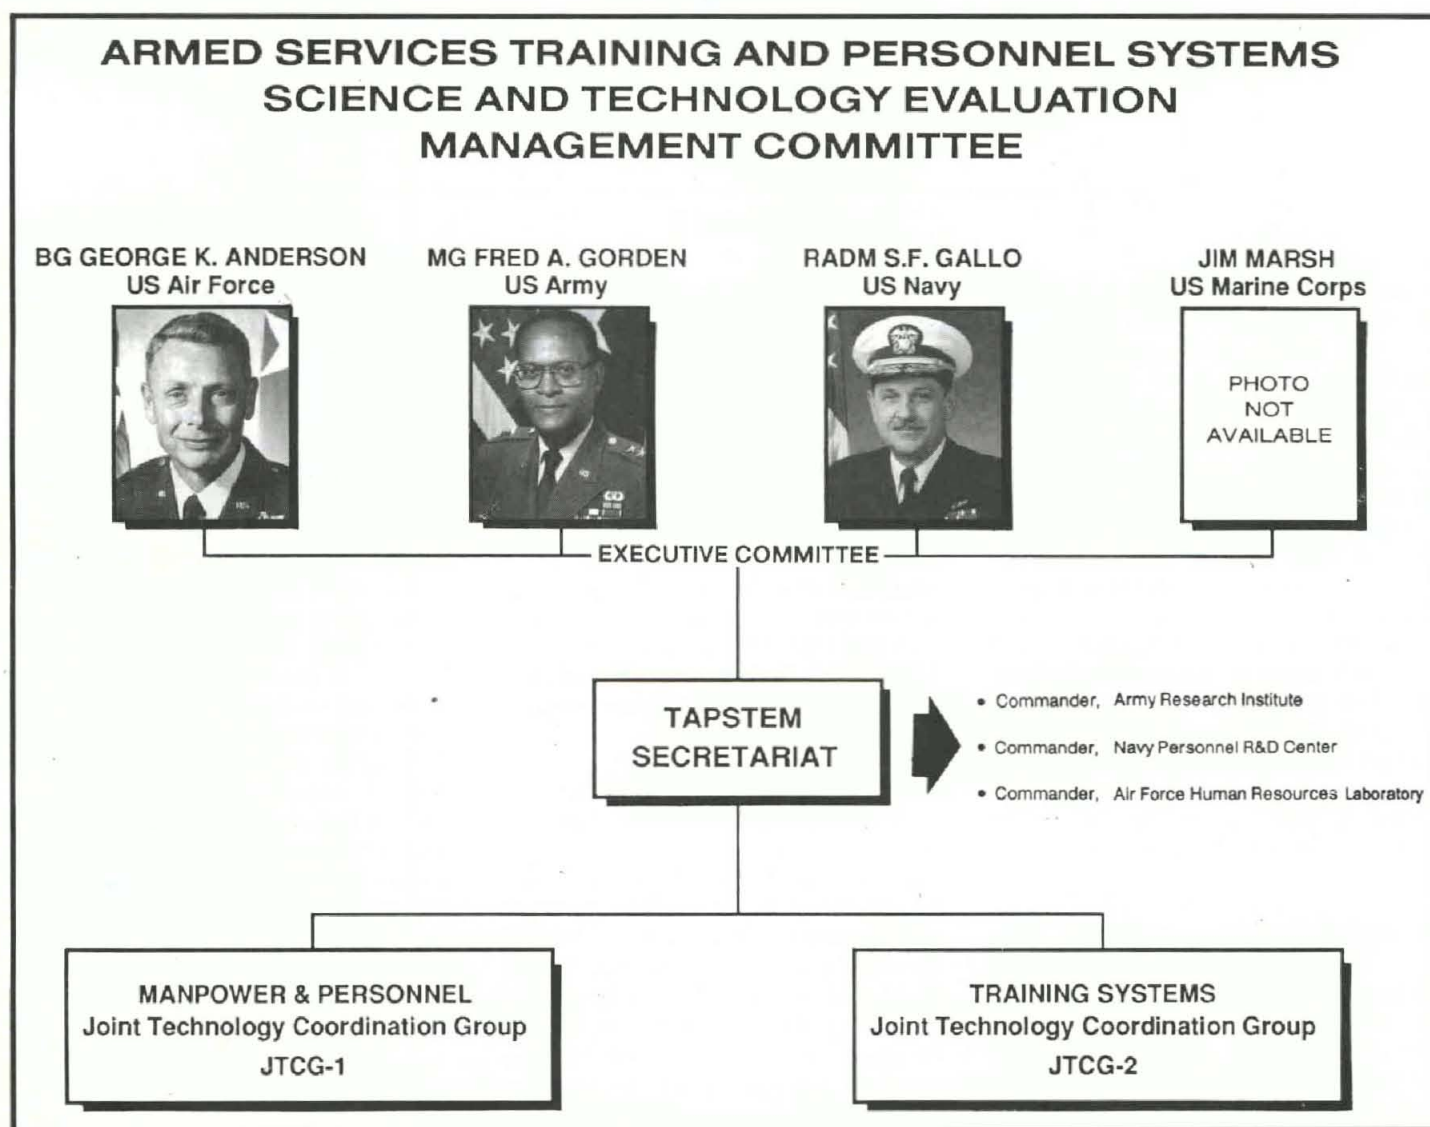 ARMED SERVICES TRAINING AND PERSONNEL SYSTEMS
SCIENCE AND TECHNOLOGY EVALUATION
MANAGEMENT COMMITTEE
BG GEORGE K. ANDERSON
US Air Force
MG FRED A. GORDEN
US Army
RADM S.F. GALLO
US Navy
JIM MARSH
US Marine Corps
PHOTO
NOT
AVAILABLE
EXECUTIVE COMMITTEE
TAPSTEM
SECRETARIAT
• Commander, Army Research Institute
• Commander, Navy Personnel R&D Center
• Commander, Air Force Human Resources Laboratory
MANPOWER & PERSONNEL
Joint Technology Coordination Group
JTCG-1
TRAINING SYSTEMS
Joint Technology Coordination Group
JTCG-2